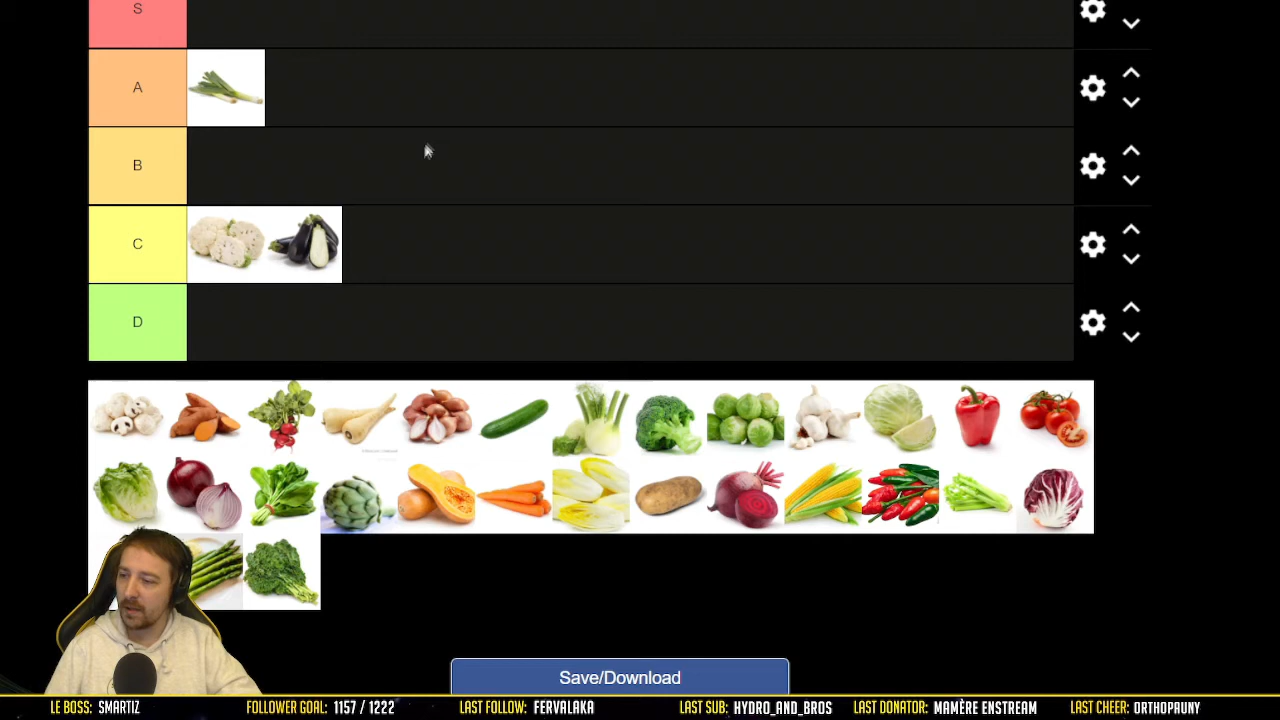 S
A
B
C
D
Save/Download
LE BOSS: SMARTIZ FOLLOWER GOAL: 1157 / 1222 LAST FOLLOW: FERVALAKA LAST SUB: HYDRO_AND_BROS LAST DONATOR: MAMÈRE ENSTREAM LAST CHEER: ORTHOPAUNY